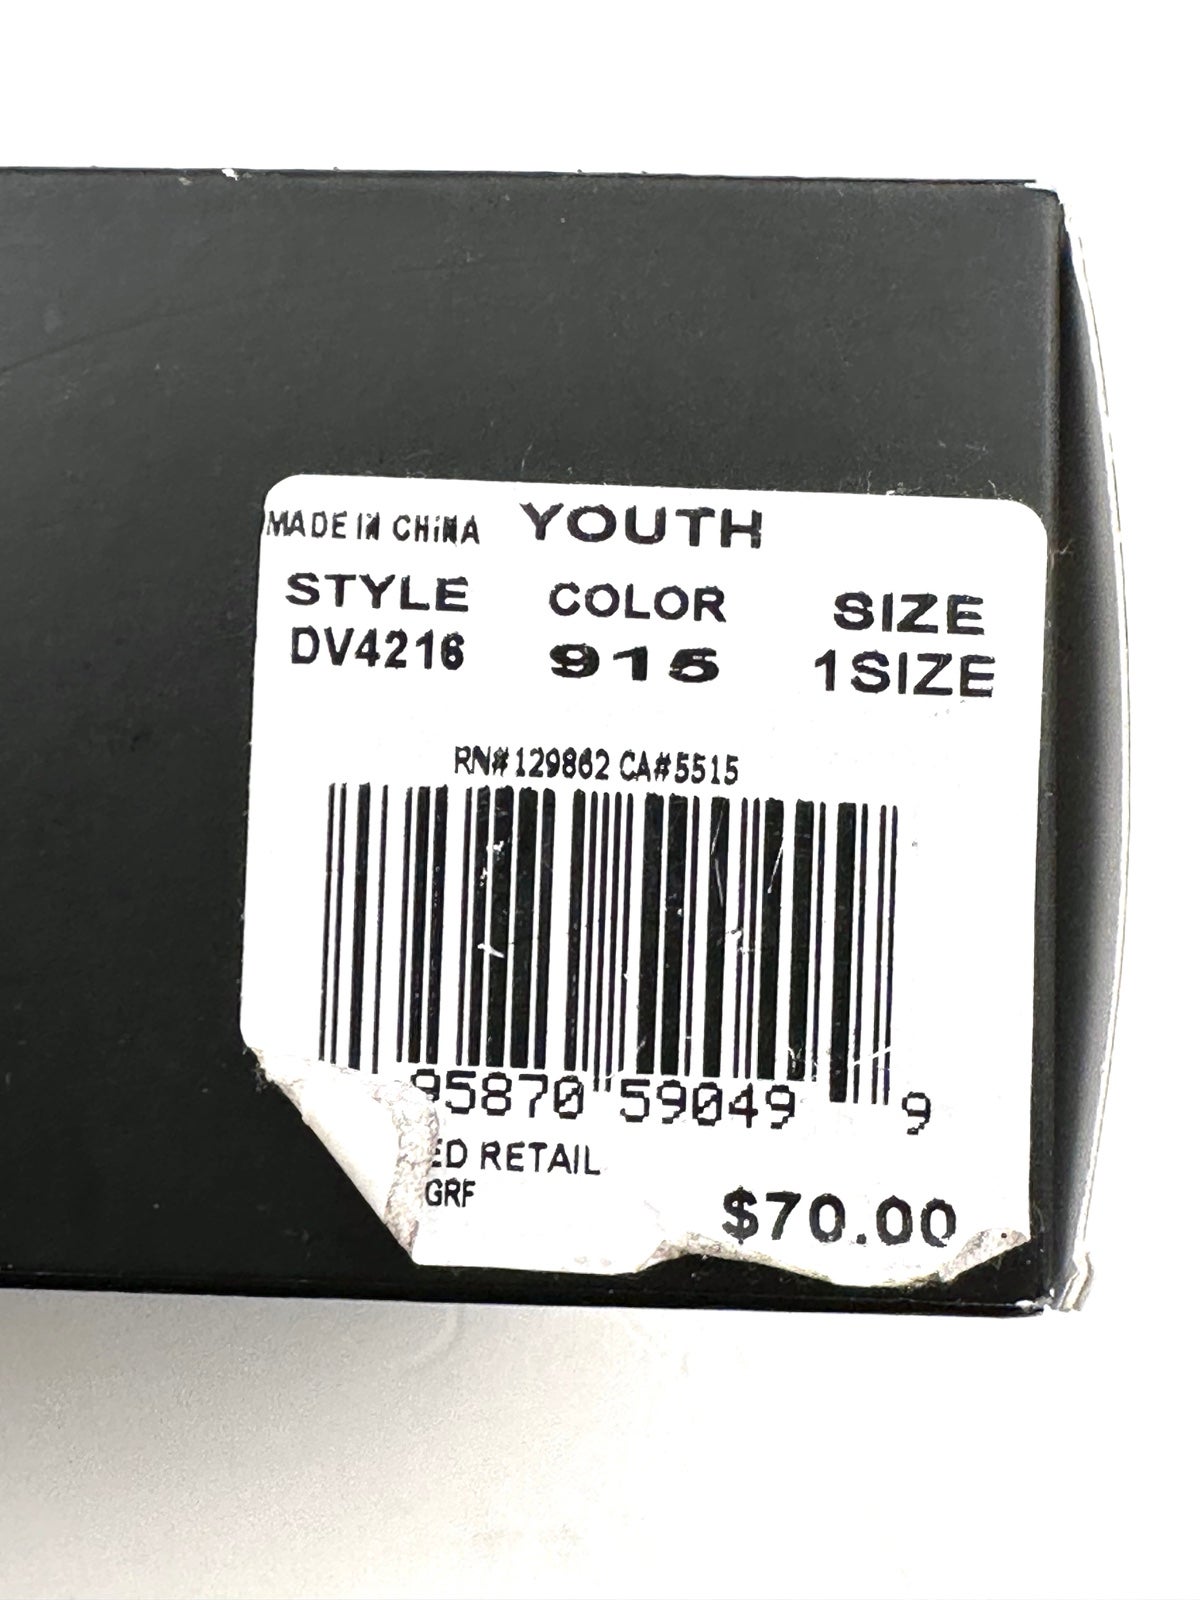 MADE IN CHINA YOUTH
STYLE COLOR SIZE
DV4216 915 1SIZE
RN#129862 CA#5515
95870 59049 9
RETAIL
GRF
$70.00